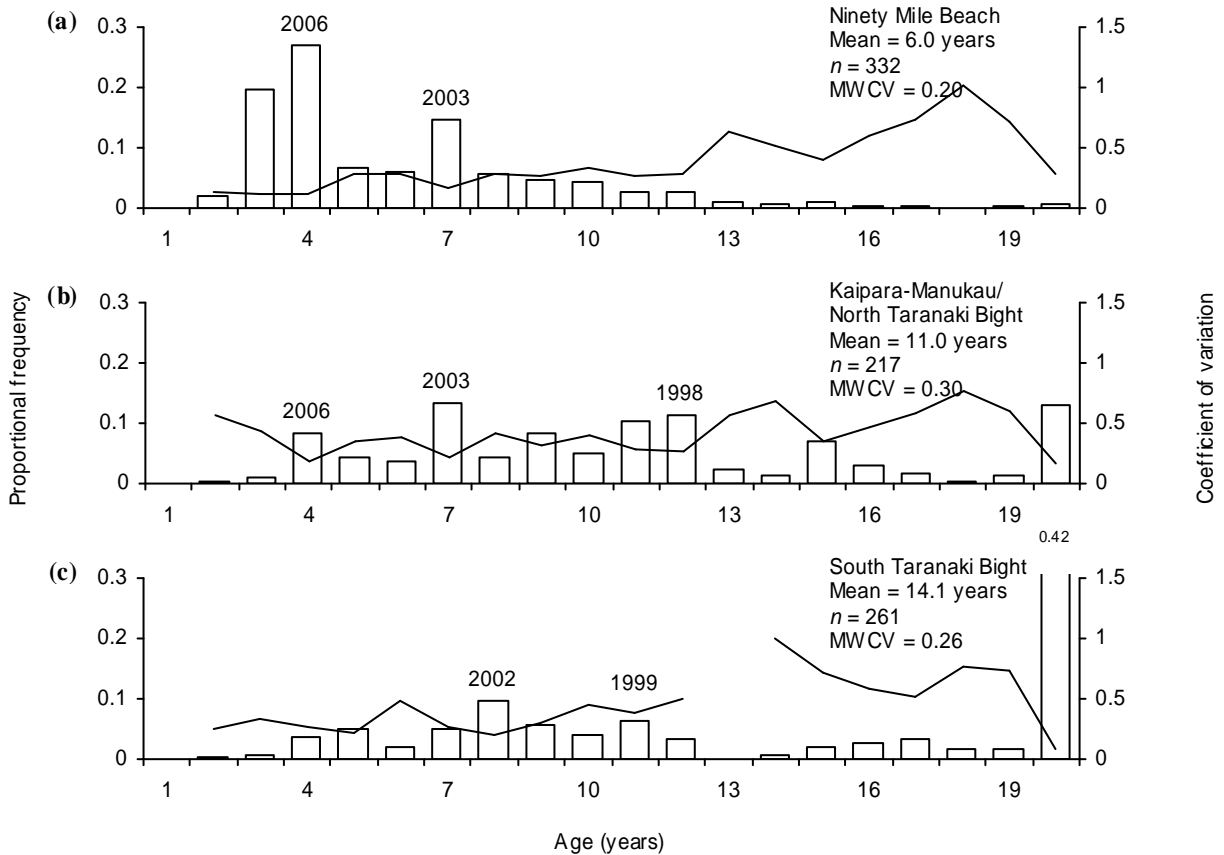 (a)
0.3
0.2
0.1
0
2006
2003
Ninety Mile Beach
Mean = 6.0 years
n = 332
MWCV = 0.20
1.5
1
0.5
0
1 4 7 10 13 16 19
(b)
0.3
0.2
0.1
0
2006
2003
1998
Kaipara-Manukau/
North Taranaki Bight
Mean = 11.0 years
n = 217
MWCV = 0.30
1.5
1
0.5
0
1 4 7 10 13 16 19
Proportional frequency
Coefficient of variation
(c)
0.3
0.2
0.1
0
2002
1999
0.42
South Taranaki Bight
Mean = 14.1 years
n = 261
MWCV = 0.26
1.5
1
0.5
0
1 4 7 10 13 16 19
Age (years)